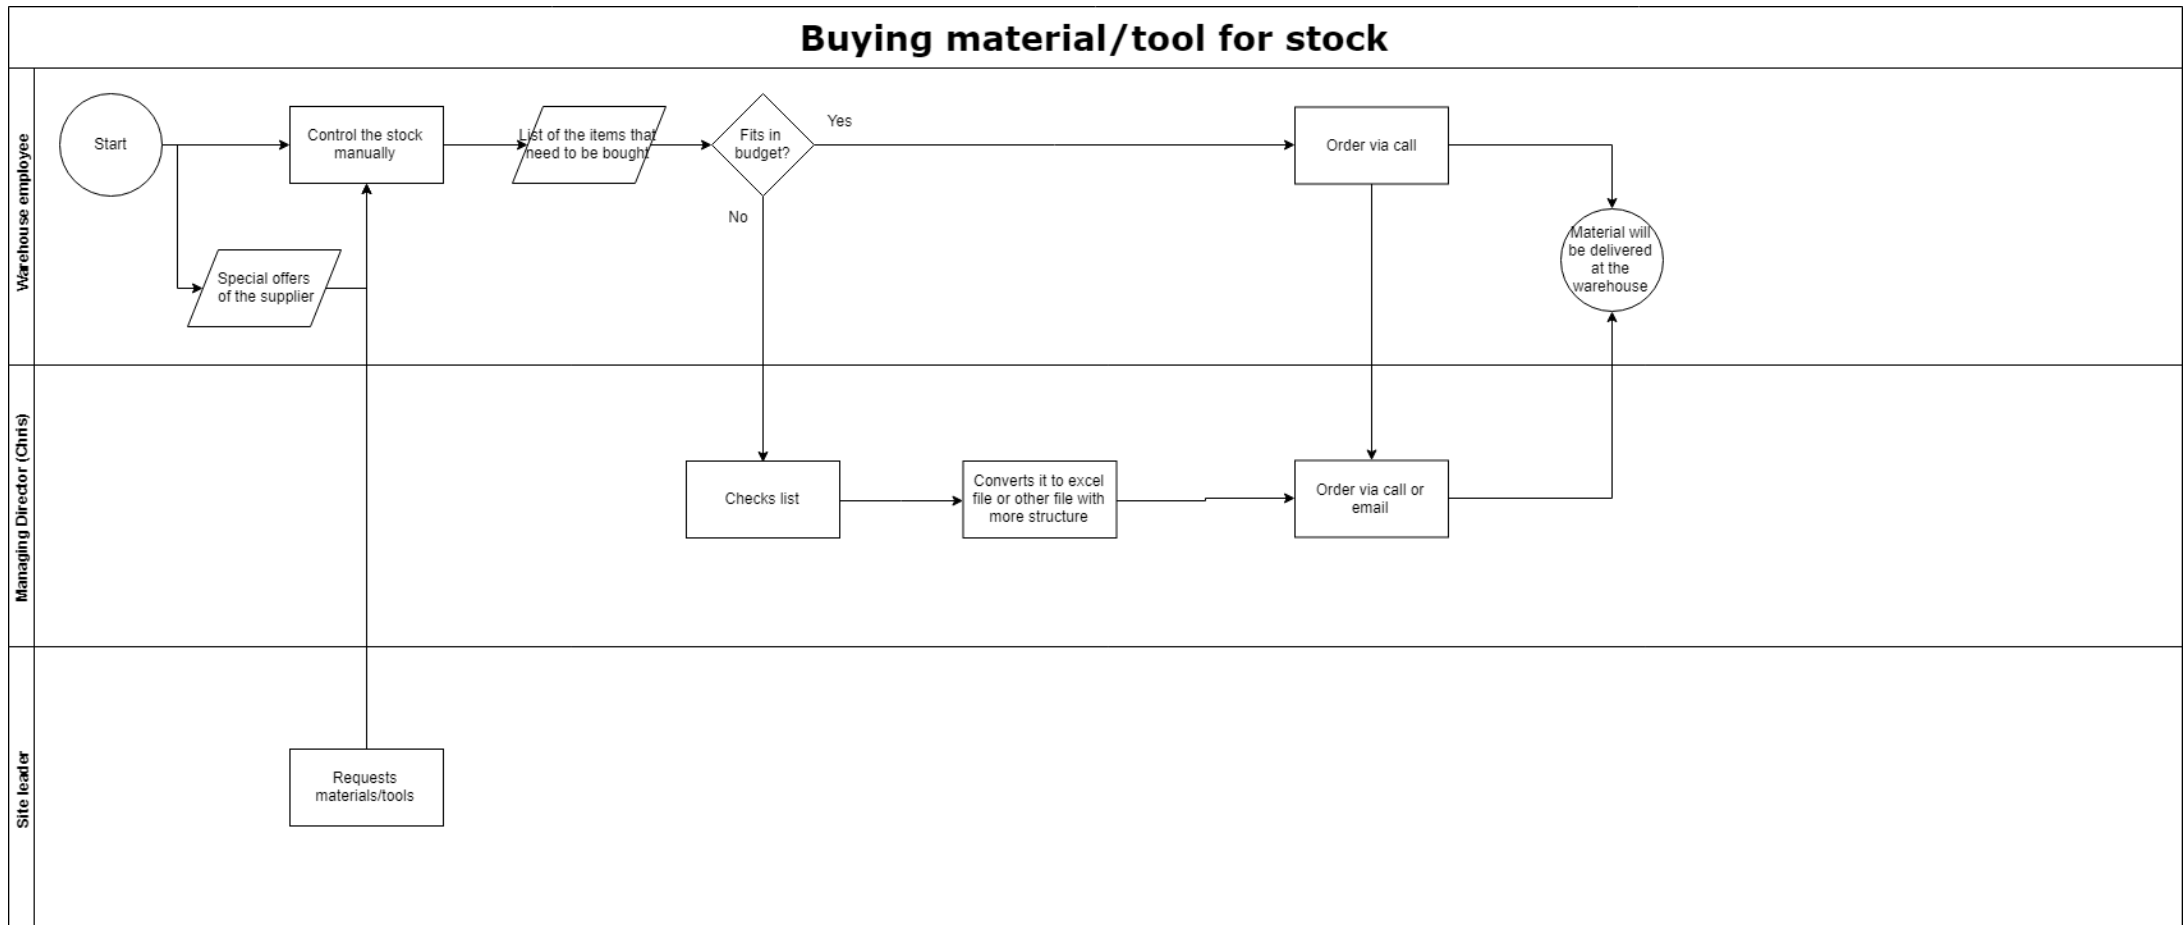 Buying material/tool for stock
Warehouse employee
Start
Control the stock
manually
List of the items that
need to be bought
Fits in
budget?
Yes
No
Order via call
Special offers
of the supplier
Material will
be delivered
at the
warehouse
Managing Director (Chris)
Checks list
Converts it to excel
file or other file with
more structure
Order via call or
email
Site leader
Requests
materials/tools